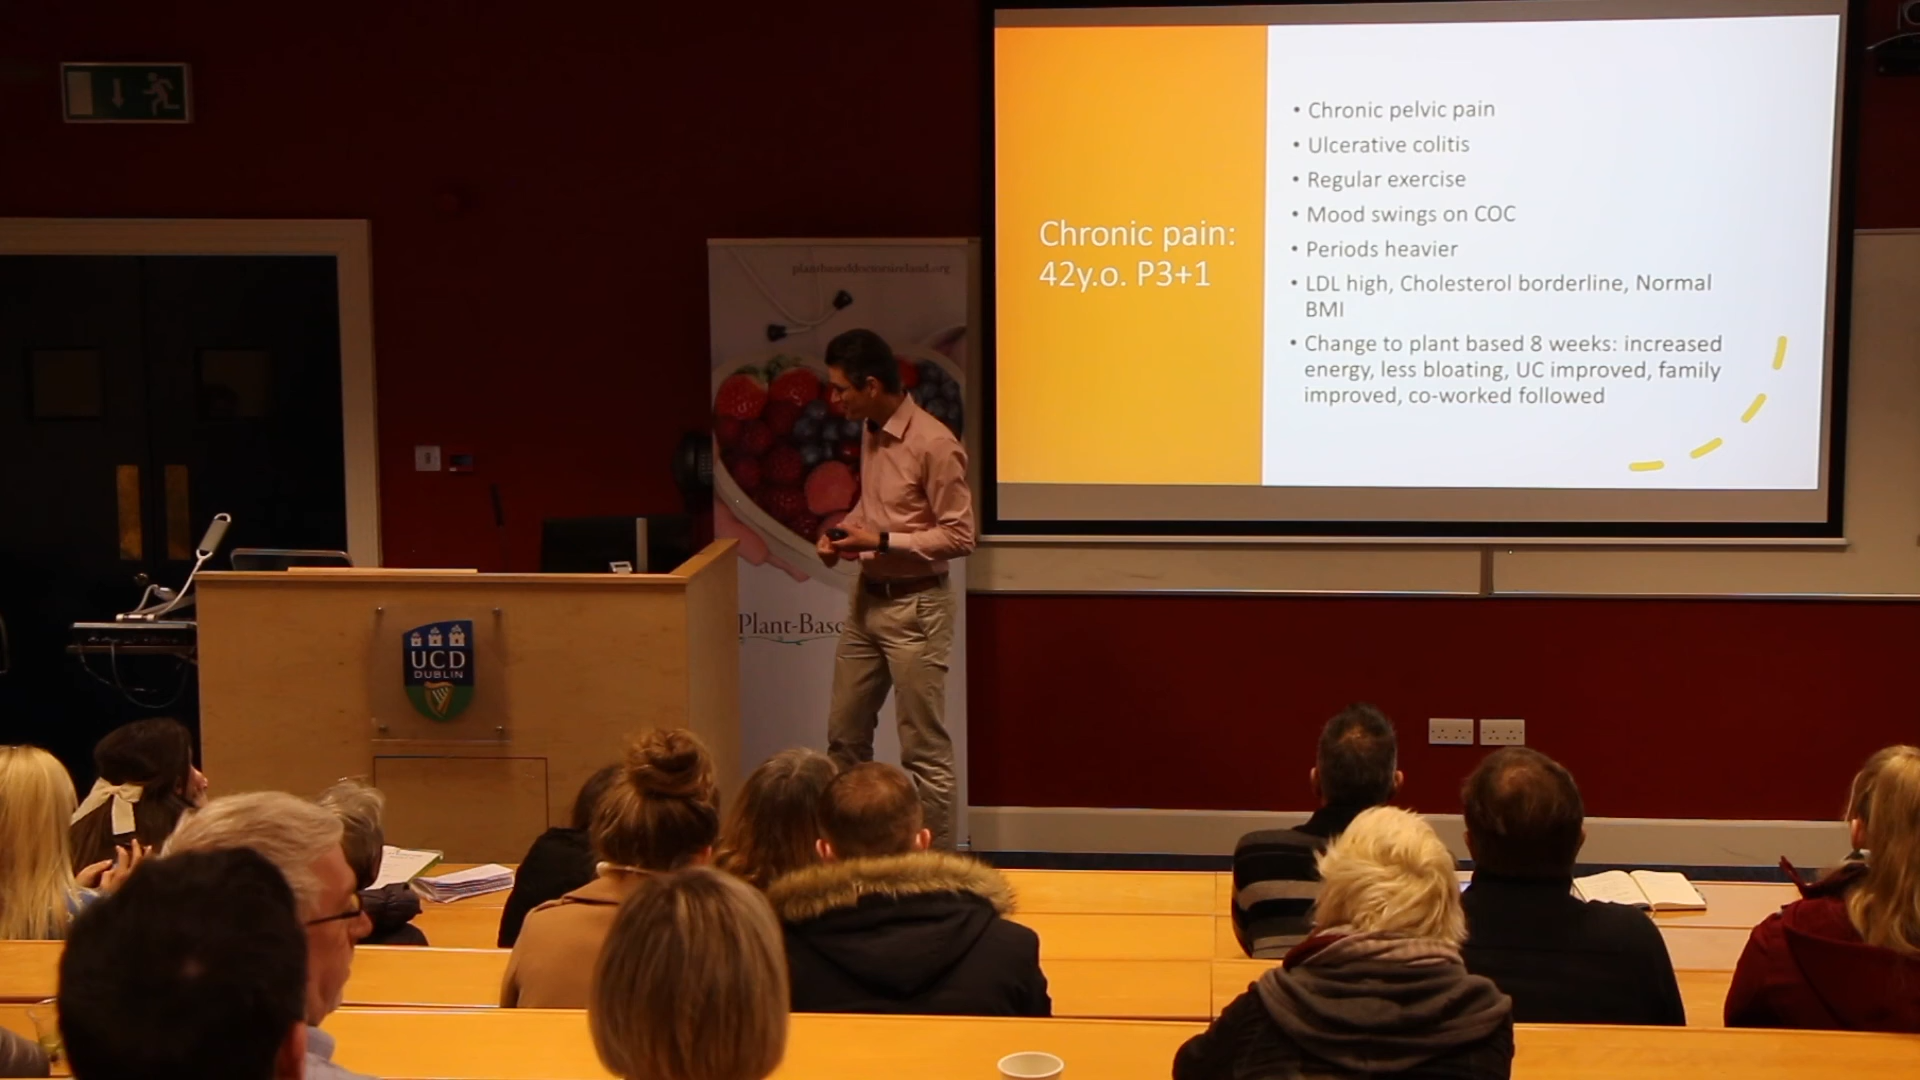 plantbaseddoctorsireland.org
Chronic pain:
42y.o. P3+1
• Chronic pelvic pain
• Ulcerative colitis
• Regular exercise
• Mood swings on COC
• Periods heavier
• LDL high, Cholesterol borderline, Normal
BMI
• Change to plant based 8 weeks: increased
energy, less bloating, UC improved, family
improved, co-worked followed
Plant-Base
UCD
DUBLIN